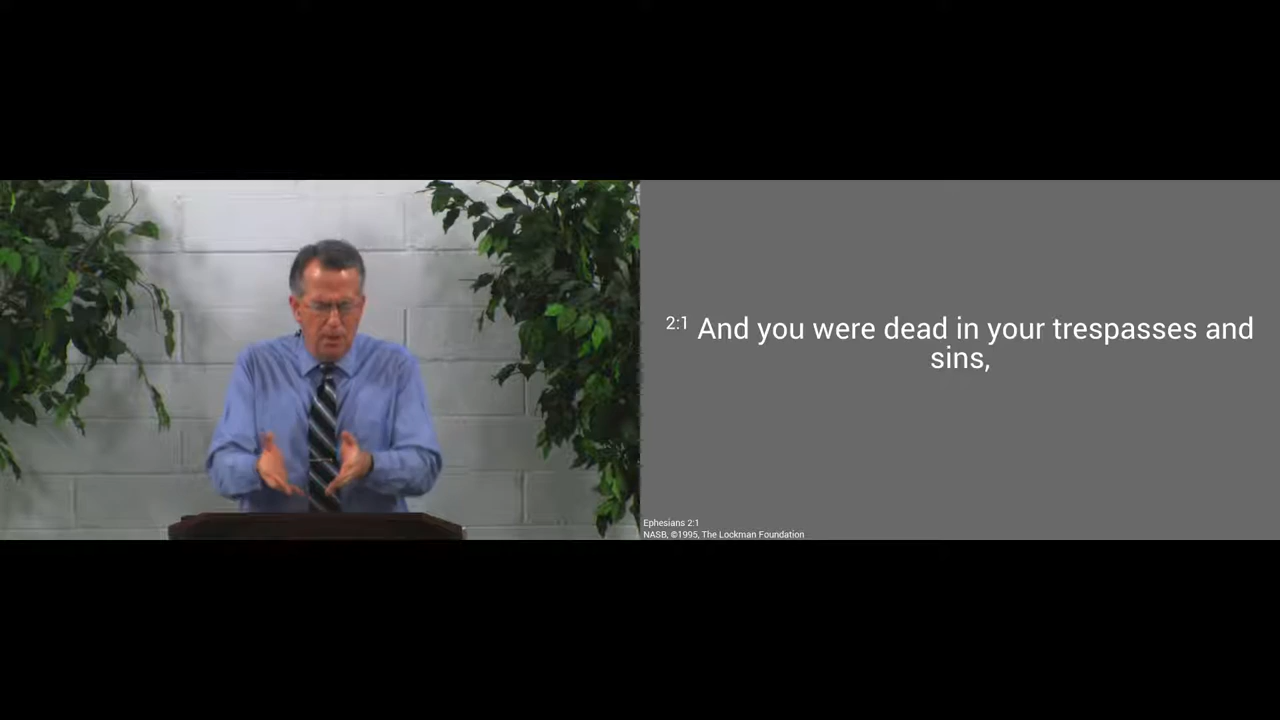 2:1 And you were dead in your trespasses and
sins,
Ephesians 2:1
NASB, ©1995, The Lockman Foundation